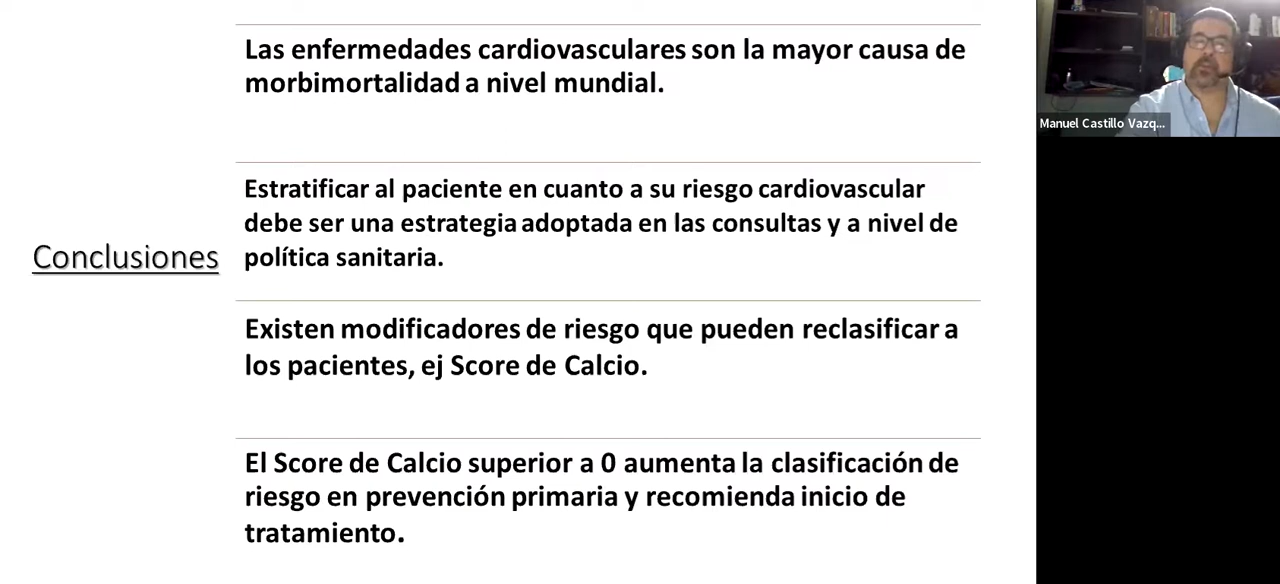 Las enfermedades cardiovasculares son la mayor causa de
morbimortalidad a nivel mundial.
Estratificar al paciente en cuanto a su riesgo cardiovascular
debe ser una estrategia adoptada en las consultas y a nivel de
política sanitaria.
Conclusiones
Existen modificadores de riesgo que pueden reclasificar a
los pacientes, ej Score de Calcio.
El Score de Calcio superior a 0 aumenta la clasificación de
riesgo en prevención primaria y recomienda inicio de
tratamiento.
Manuel Castillo Vazq...